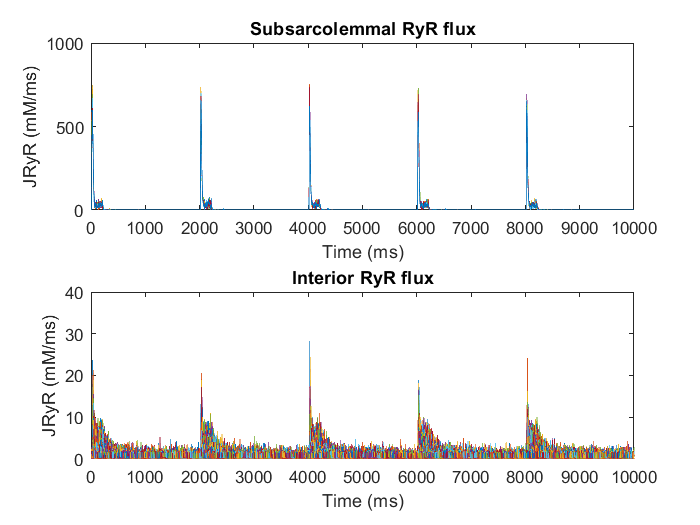 Subsarcolemmal RyR flux
1000
500
0
JRyR (mM/ms)
0 1000 2000 3000 4000 5000 6000 7000 8000 9000 10000
Time (ms)
Interior RyR flux
40
30
20
10
0
JRyR (mM/ms)
0 1000 2000 3000 4000 5000 6000 7000 8000 9000 10000
Time (ms)